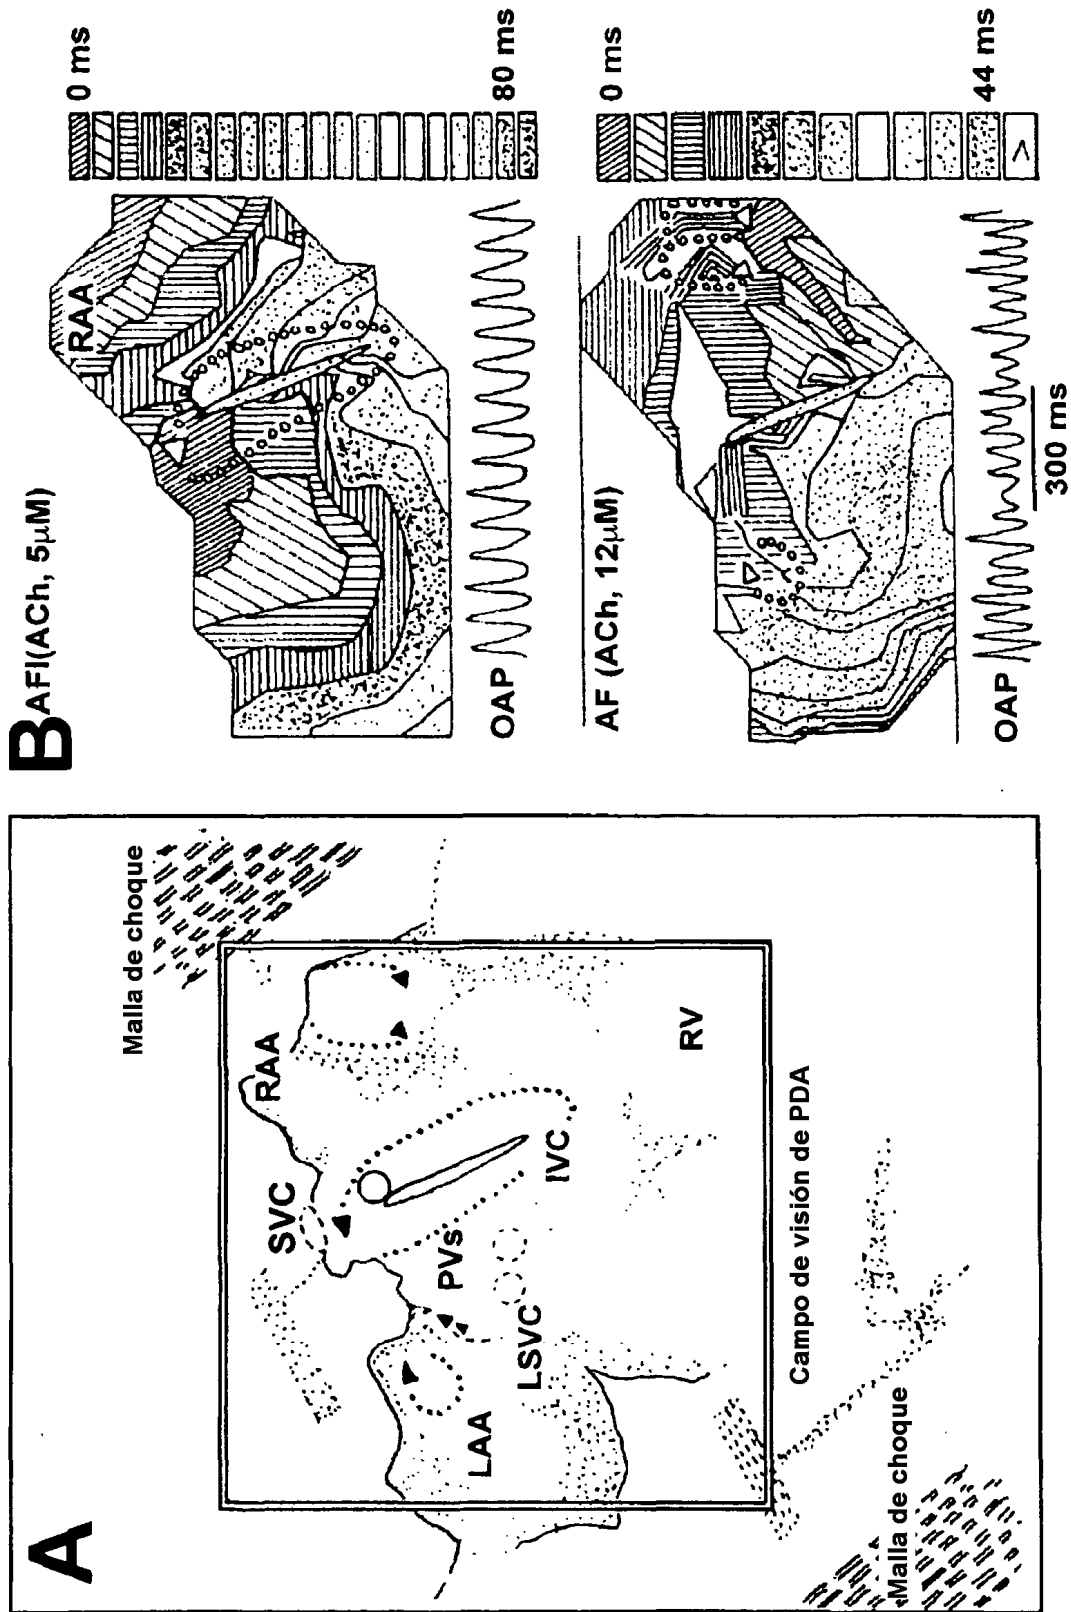 A
Malla de choque
RAA
SVC
PVs
LAA
LSVC
IVC
RV
Campo de visión de PDA
Malla de choque
B
AFl(ACh, 5µM)
RAA
0 ms
80 ms
OAP
AF (ACh, 12µM)
0 ms
44 ms
OAP
300 ms